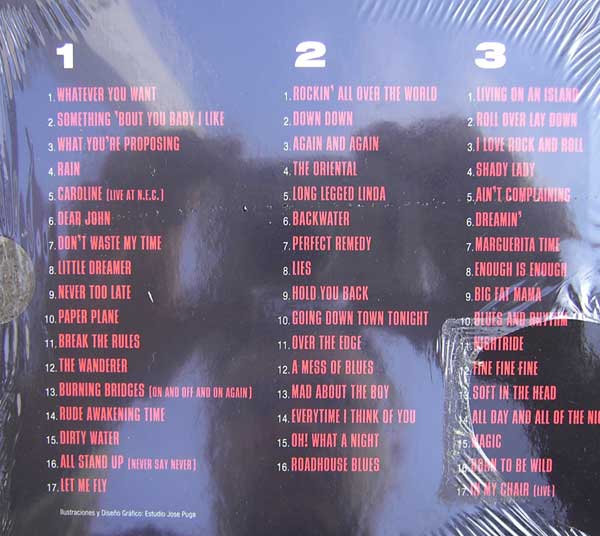 1
1. WHATEVER YOU WANT
2. SOMETHING 'BOUT YOU BABY I LIKE
3. WHAT YOU'RE PROPOSING
4. RAIN
5. CAROLINE [LIVE AT N.E.C.]
6. DEAR JOHN
7. DON'T WASTE MY TIME
8. LITTLE DREAMER
9. NEVER TOO LATE
10. PAPER PLANE
11. BREAK THE RULES
12. THE WANDERER
13. BURNING BRIDGES [ON AND OFF AND ON AGAIN]
14. RUDE AWAKENING TIME
15. DIRTY WATER
16. ALL STAND UP [NEVER SAY NEVER]
17. LET ME FLY
Ilustraciones y Diseño Gráfico: Estudio Jose Puga
2
1. ROCKIN' ALL OVER THE WORLD
2. DOWN DOWN
3. AGAIN AND AGAIN
4. THE ORIENTAL
5. LONG LEGGED LINDA
6. BACKWATER
7. PERFECT REMEDY
8. LIES
9. HOLD YOU BACK
10. GOING DOWN TOWN TONIGHT
11. OVER THE EDGE
12. A MESS OF BLUES
13. MAD ABOUT THE BOY
14. EVERYTIME I THINK OF YOU
15. OH! WHAT A NIGHT
16. ROADHOUSE BLUES
3
1. LIVING ON AN ISLAND
2. ROLL OVER LAY DOWN
3. I LOVE ROCK AND ROLL
4. SHADY LADY
5. AIN'T COMPLAINING
6. DREAMIN'
7. MARGUERITA TIME
8. ENOUGH IS ENOUGH
9. BIG FAT MAMA
10. BLUES AND RHYTHM
11. NIGHTRIDE
12. FINE FINE FINE
13. SOFT IN THE HEAD
14. ALL DAY AND ALL OF THE NI
15. MAGIC
16. BORN TO BE WILD
17. IN MY CHAIR [LIVE]